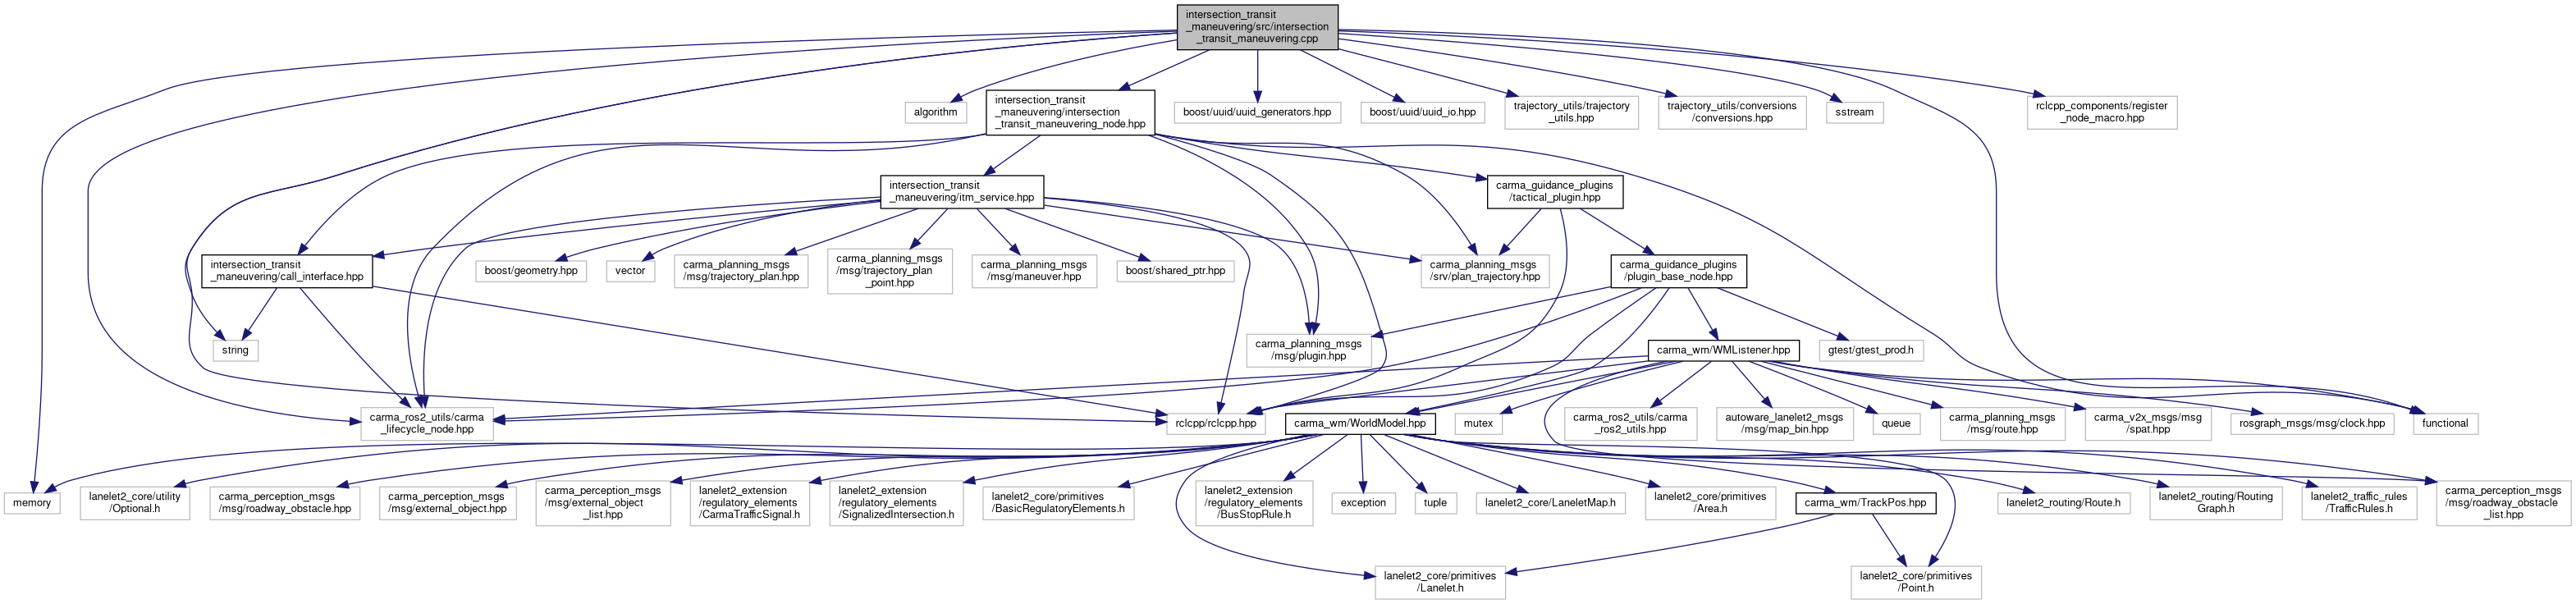 intersection_transit
_maneuvering/src/intersection
_transit_maneuvering.cpp
algorithm
intersection_transit
_maneuvering/intersection
_transit_maneuvering_node.hpp
boost/uuid/uuid_generators.hpp
boost/uuid/uuid_io.hpp
trajectory_utils/trajectory
_utils.hpp
trajectory_utils/conversions
/conversions.hpp
sstream
rclcpp_components/register
_node_macro.hpp
intersection_transit
_maneuvering/itm_service.hpp
carma_guidance_plugins
/tactical_plugin.hpp
intersection_transit
_maneuvering/call_interface.hpp
boost/geometry.hpp
vector
carma_planning_msgs
/msg/trajectory_plan.hpp
carma_planning_msgs
/msg/trajectory_plan
_point.hpp
carma_planning_msgs
/msg/maneuver.hpp
boost/shared_ptr.hpp
carma_planning_msgs
/srv/plan_trajectory.hpp
carma_guidance_plugins
/plugin_base_node.hpp
string
carma_planning_msgs
/msg/plugin.hpp
carma_wm/WMListener.hpp
gtest/gtest_prod.h
carma_ros2_utils/carma
_lifecycle_node.hpp
rclcpp/rclcpp.hpp
carma_wm/WorldModel.hpp
mutex
carma_ros2_utils/carma
_ros2_utils.hpp
autoware_lanelet2_msgs
/msg/map_bin.hpp
queue
carma_planning_msgs
/msg/route.hpp
carma_v2x_msgs/msg
/spat.hpp
rosgraph_msgs/msg/clock.hpp
functional
memory
lanelet2_core/utility
/Optional.h
carma_perception_msgs
/msg/roadway_obstacle.hpp
carma_perception_msgs
/msg/external_object.hpp
carma_perception_msgs
/msg/external_object
_list.hpp
lanelet2_extension
/regulatory_elements
/CarmaTrafficSignal.h
lanelet2_extension
/regulatory_elements
/SignalizedIntersection.h
lanelet2_core/primitives
/BasicRegulatoryElements.h
lanelet2_extension
/regulatory_elements
/BusStopRule.h
exception
tuple
lanelet2_core/LaneletMap.h
lanelet2_core/primitives
/Area.h
carma_wm/TrackPos.hpp
lanelet2_routing/Route.h
lanelet2_routing/Routing
Graph.h
lanelet2_traffic_rules
/TrafficRules.h
carma_perception_msgs
/msg/roadway_obstacle
_list.hpp
lanelet2_core/primitives
/Lanelet.h
lanelet2_core/primitives
/Point.h